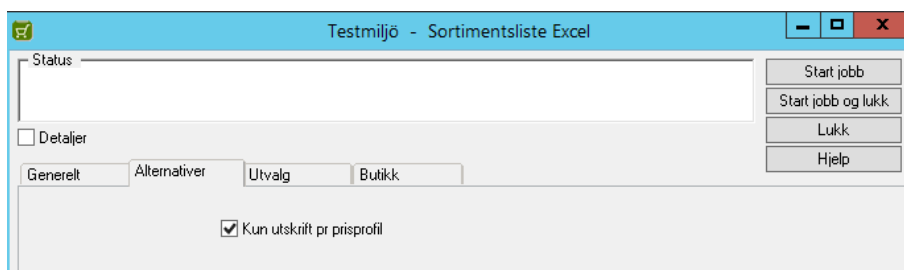 Testmiljö - Sortimentsliste Excel
Status
Start jobb
Start jobb og lukk
Lukk
Hjelp
Detaljer
Generelt Alternativer Utvalg Butikk
Kun utskrift pr prisprofil